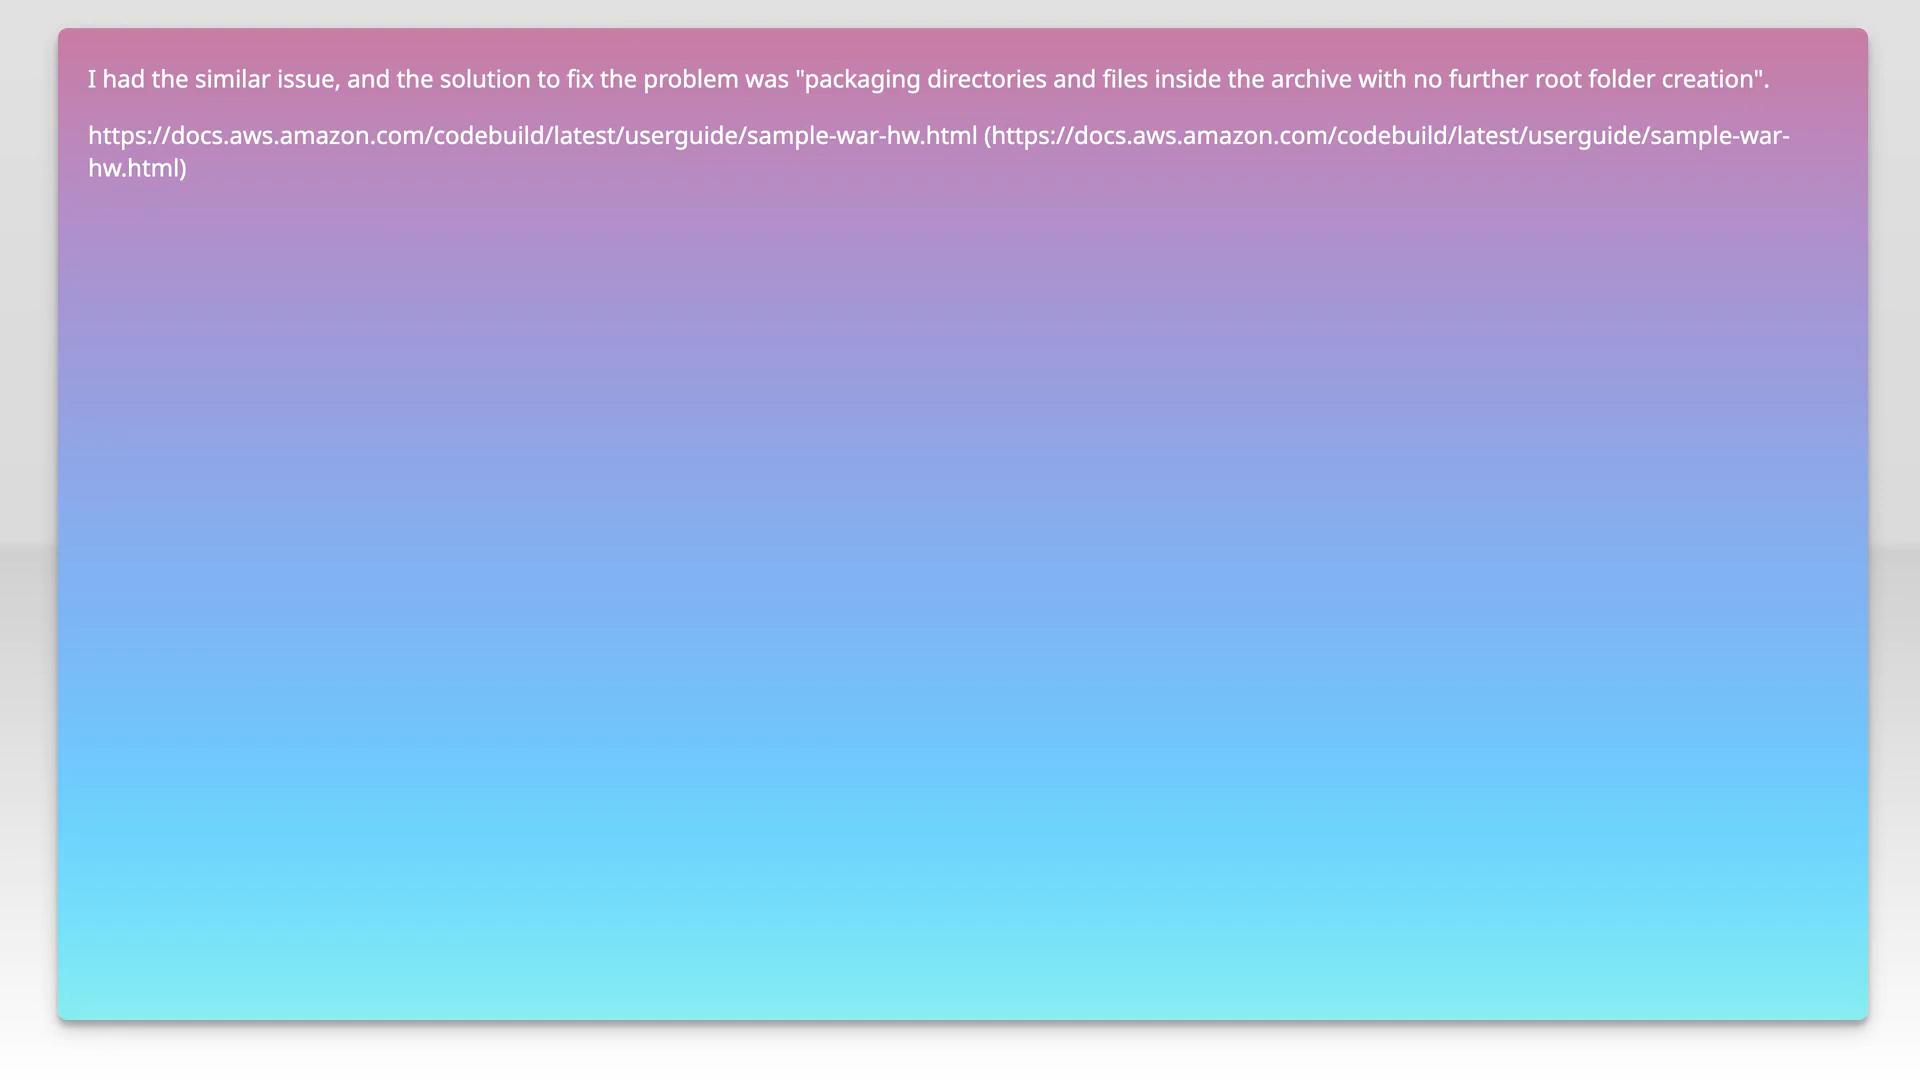 I had the similar issue, and the solution to fix the problem was "packaging directories and files inside the archive with no further root folder creation".
https://docs.aws.amazon.com/codebuild/latest/userguide/sample-war-hw.html (https://docs.aws.amazon.com/codebuild/latest/userguide/sample-war-
hw.html)